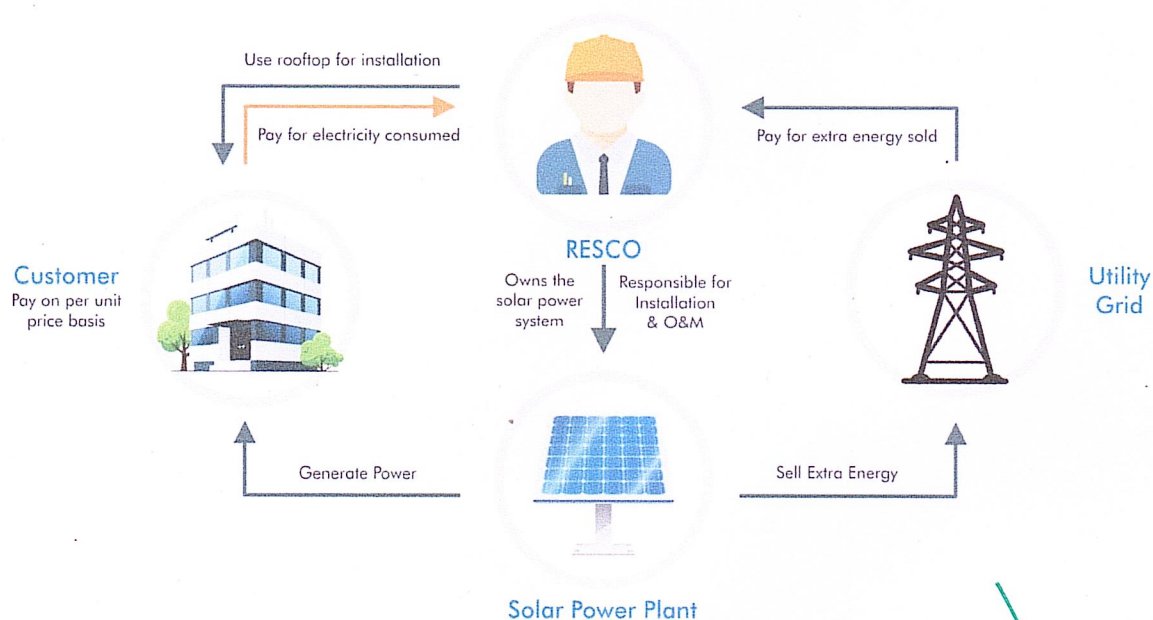 Use rooftop for installation
Pay for electricity consumed
Pay for extra energy sold
RESCO
Customer
Pay on per unit
price basis
Owns the
solar power
system
Responsible for
Installation
& O&M
Utility
Grid
Generate Power
Sell Extra Energy
Solar Power Plant